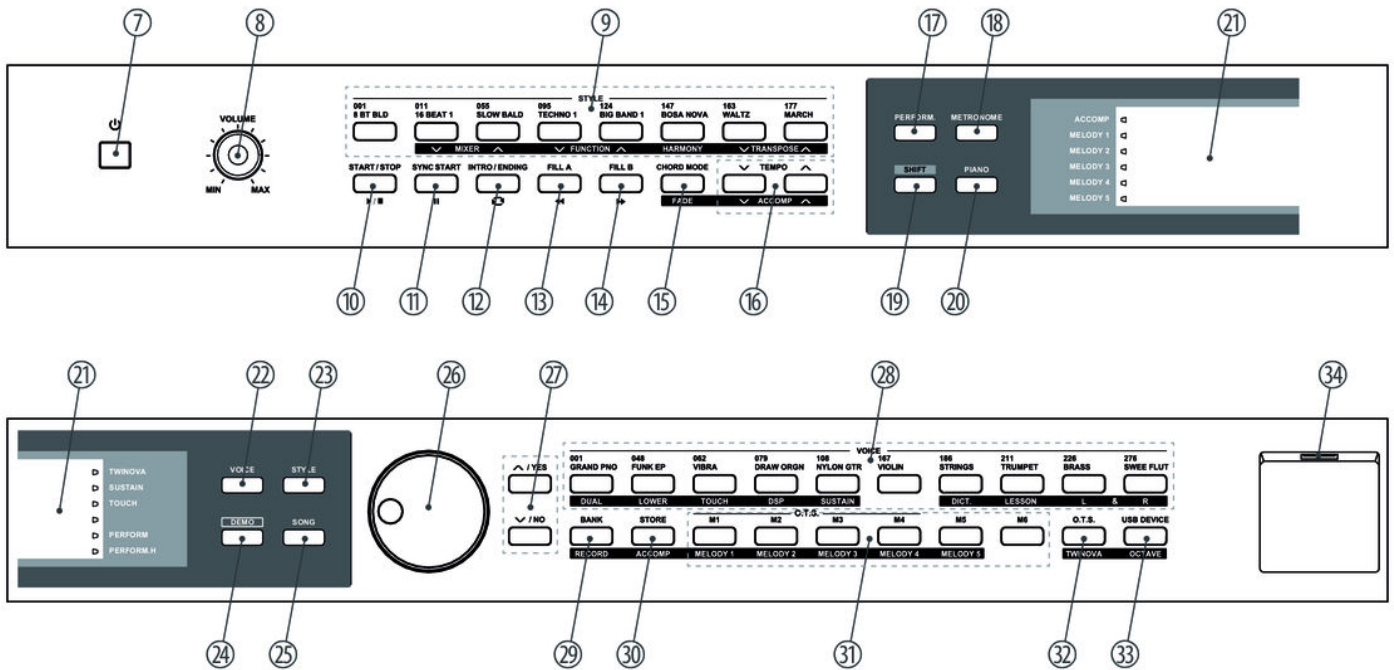 7 8 9 17 18 21
STYLE
001 011 055 095 124 147 163 177
8 BT BLD 16 BEAT 1 SLOW BALD TECHNO 1 BIG BAND 1 BOSA NOVA WALTZ MARCH
MIXER FUNCTION HARMONY TRANSPOSE
VOLUME
MIN MAX
START / STOP SYNC START INTRO / ENDING FILL A FILL B CHORD MODE TEMPO
FADE ACCOMP
PERFORM. METRONOME
SHIFT PIANO
ACCOMP
MELODY 1
MELODY 2
MELODY 3
MELODY 4
MELODY 5
10 11 12 13 14 15 16 19 20
21 22 23 26 27 28 34
TWINOVA
SUSTAIN
TOUCH
PERFORM
PERFORM.H
VOICE STYLE
DEMO SONG
/ YES
/ NO
VOICE
001 048 062 079 108 167 186 211 226 276
GRAND PNO FUNK EP VIBRA DRAW ORGN NYLON GTR VIOLIN STRINGS TRUMPET BRASS SWEE FLUT
DUAL LOWER TOUCH DSP SUSTAIN DICT. LESSON L & R
O.T.S.
BANK STORE M1 M2 M3 M4 M5 M6 O.T.S. USB DEVICE
RECORD ACCOMP MELODY 1 MELODY 2 MELODY 3 MELODY 4 MELODY 5 TWINOVA OCTAVE
24 25 29 30 31 32 33